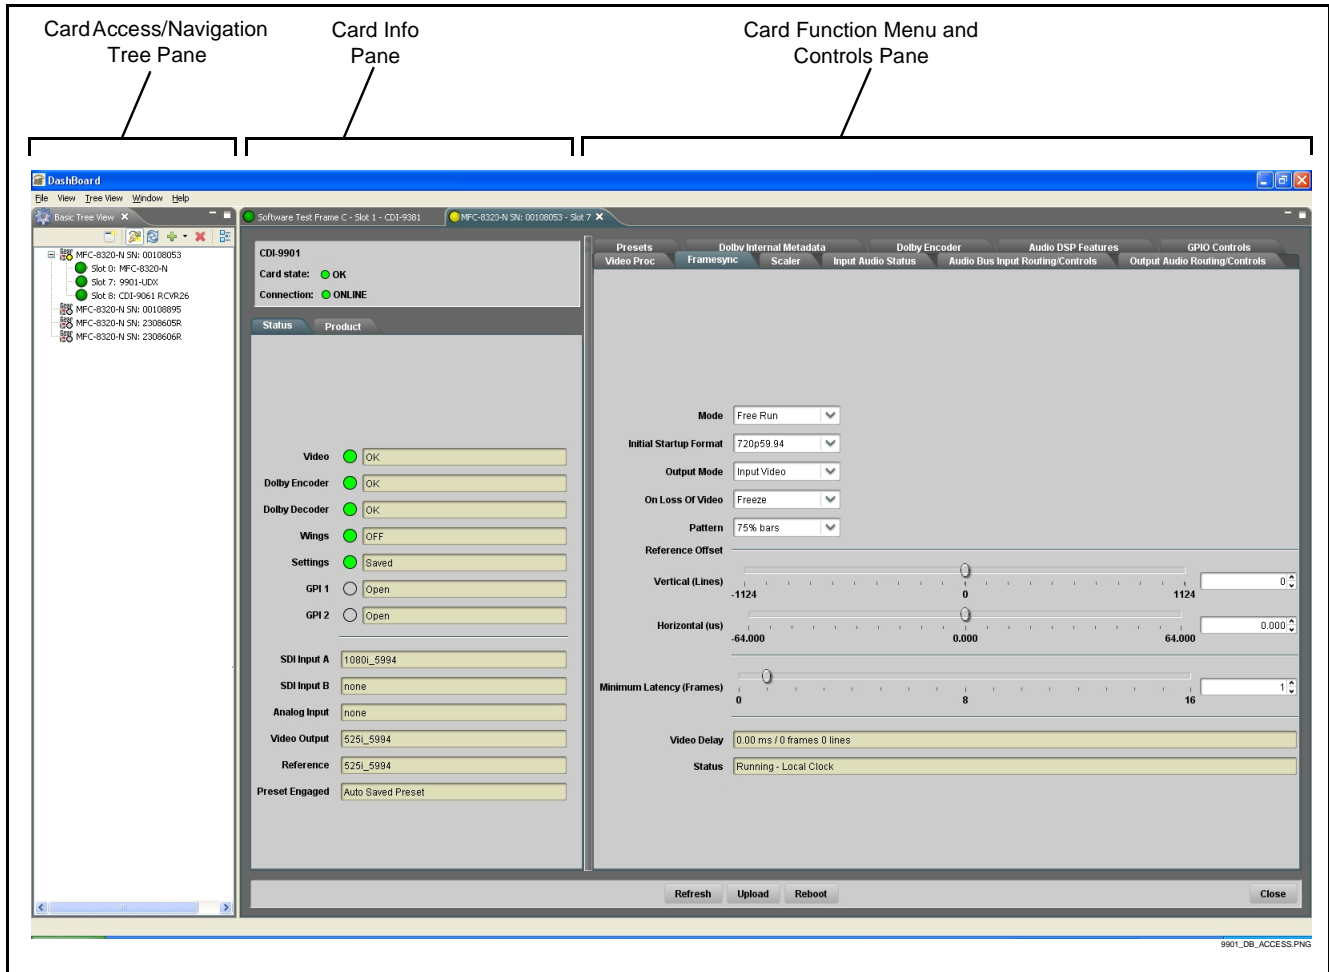 Card Access/Navigation
Tree Pane
Card Info
Pane
Card Function Menu and
Controls Pane
DashBoard
File View Tree View Window Help
Basic Tree View
Software Test Frame C - Slot 1 - CDI-9381
MFC-8320-N SN: 00108053 - Slot 7
MFC-8320-N SN: 00108053
Slot 0: MFC-8320-N
Slot 7: 9901-UDX
Slot 8: CDI-9061 RCVR26
MFC-8320-N SN: 00108895
MFC-8320-N SN: 2308605R
MFC-8320-N SN: 2308606R
CDI-9901
Card state: OK
Connection: ONLINE
Status Product
Video OK
Dolby Encoder OK
Dolby Decoder OK
Wings OFF
Settings Saved
GPI 1 Open
GPI 2 Open
SDI Input A 1080i_5994
SDI Input B none
Analog Input none
Video Output 525i_5994
Reference 525i_5994
Preset Engaged Auto Saved Preset
Presets Dolby Internal Metadata Dolby Encoder Audio DSP Features GPIO Controls
Video Proc Framesync Scaler Input Audio Status Audio Bus Input Routing/Controls Output Audio Routing/Controls
Mode Free Run
Initial Startup Format 720p59.94
Output Mode Input Video
On Loss Of Video Freeze
Pattern 75% bars
Reference Offset
Vertical (Lines) 0
-1124 0 1124
Horizontal (us) 0.000
-64.000 0.000 64.000
Minimum Latency (Frames) 1
0 8 16
Video Delay 0.00 ms / 0 frames 0 lines
Status Running - Local Clock
Refresh Upload Reboot Close
9901_DB_ACCESS.PNG